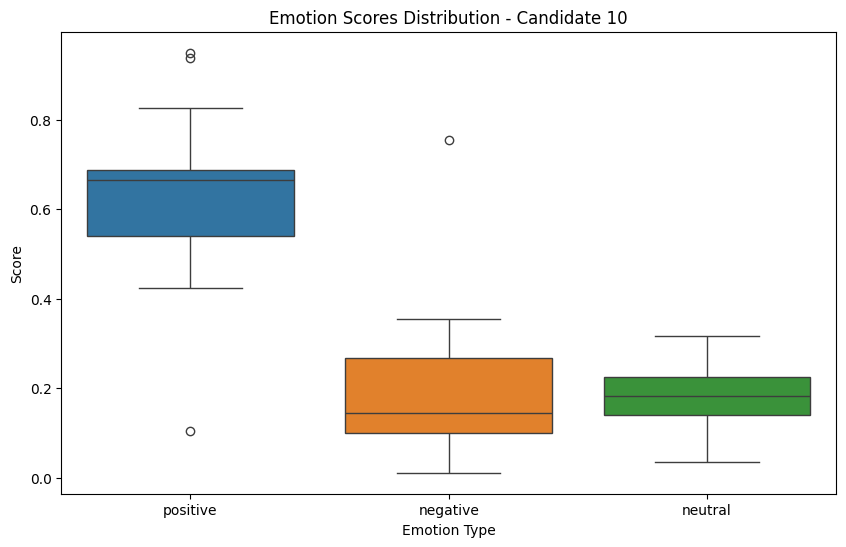 Emotion Scores Distribution - Candidate 10
Score
0.8
0.6
0.4
0.2
0.0
positive
negative
neutral
Emotion Type